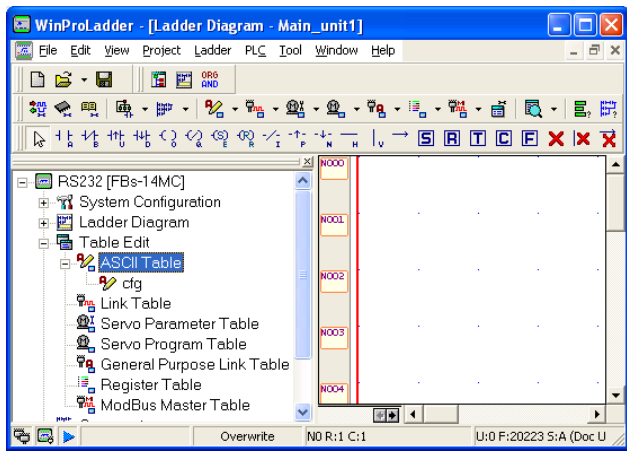 WinProLadder - [Ladder Diagram - Main_unit1]
File Edit View Project Ladder PLC Tool Window Help
ORG
AND
A B U D Q S R I P N H V S R T C F
RS232 [FBs-14MC]
System Configuration
Ladder Diagram
Table Edit
ASCII Table
cfg
Link Table
Servo Parameter Table
Servo Program Table
General Purpose Link Table
Register Table
ModBus Master Table
N000
N001
N002
N003
N004
Overwrite
N0 R:1 C:1
U:0 F:20223 S:A (Doc U